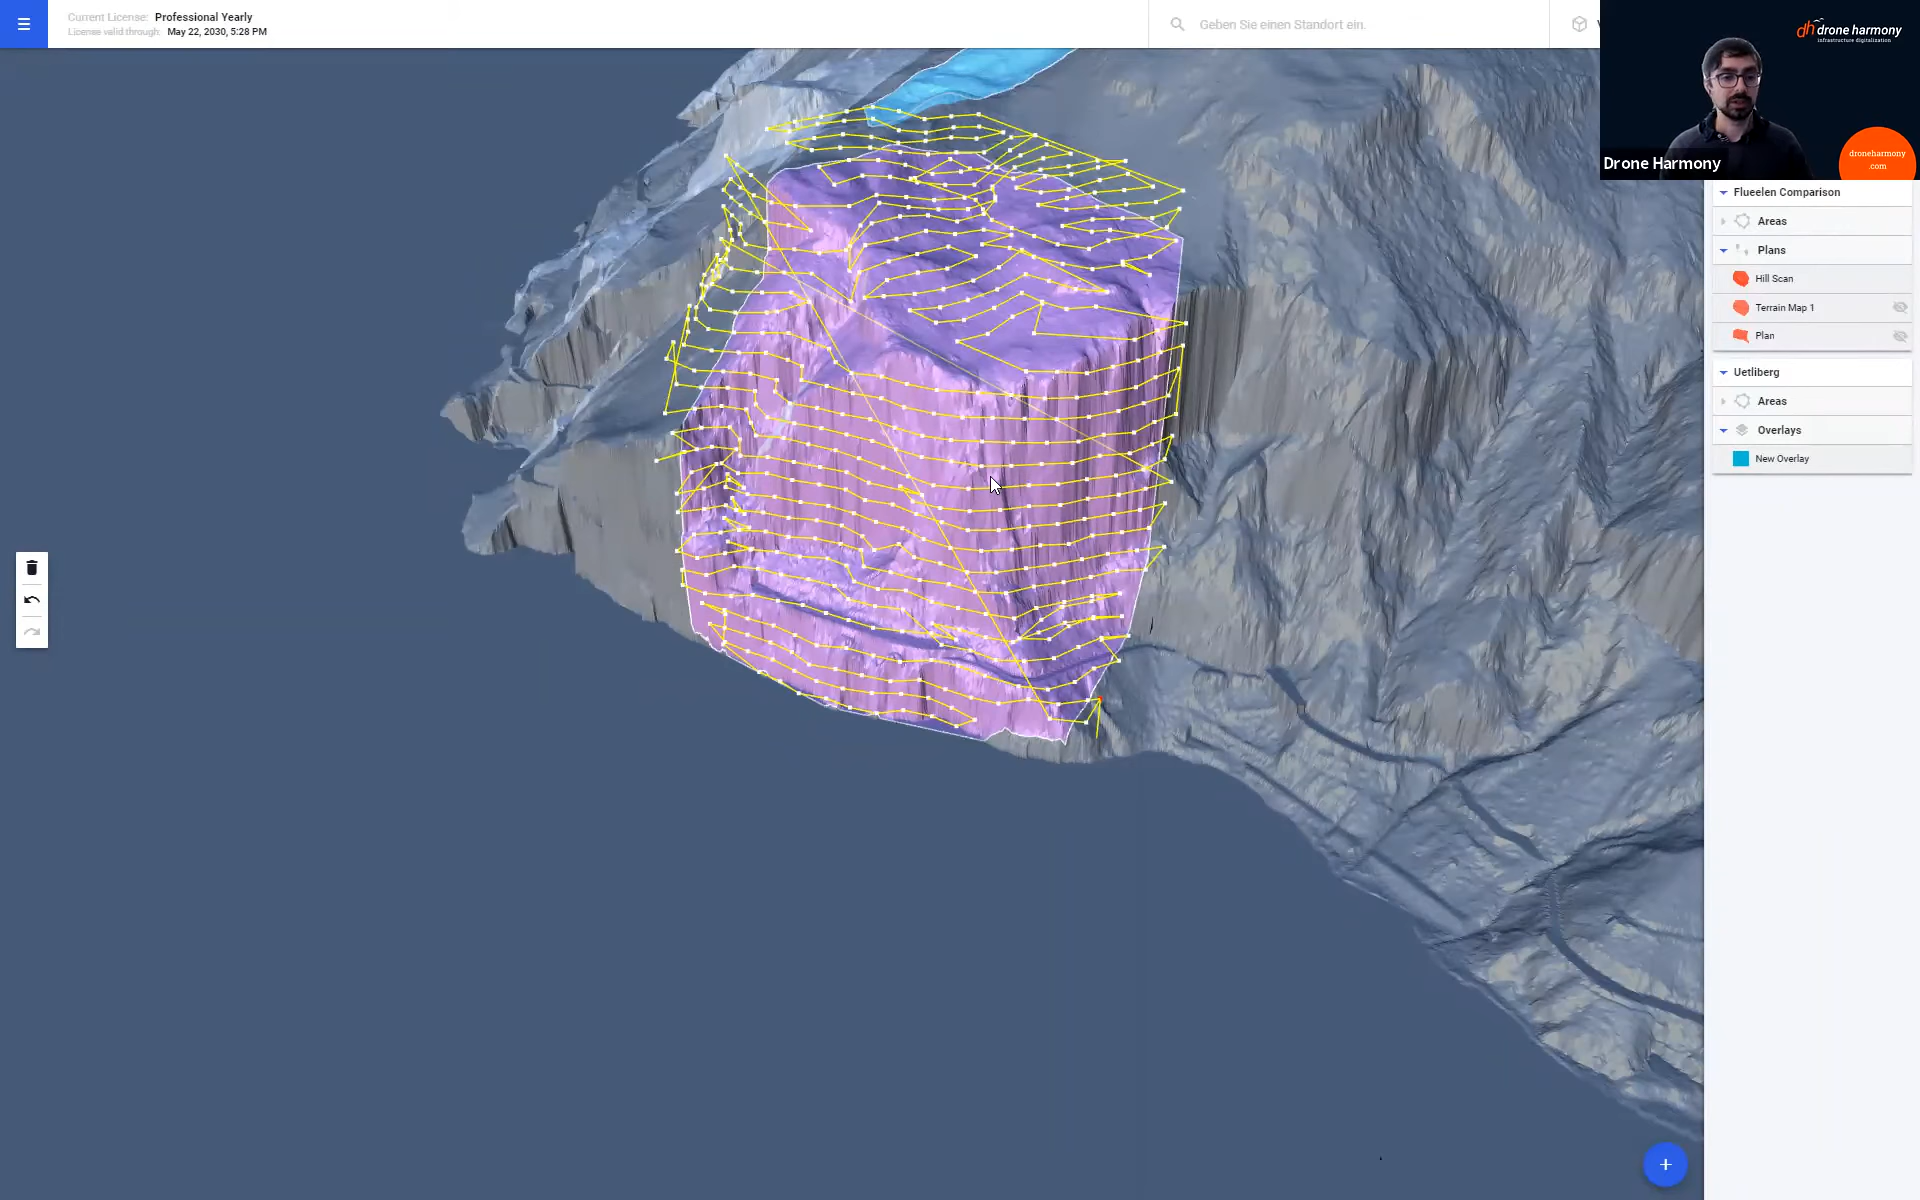 Current License: Professional Yearly
License valid through: May 22, 2030, 5:28 PM
Geben Sie einen Standort ein.
dh drone harmony
infrastructure digitalization
Drone Harmony
droneharmony
.com
Flueelen Comparison
Areas
Plans
Hill Scan
Terrain Map 1
Plan
Uetliberg
Areas
Overlays
New Overlay